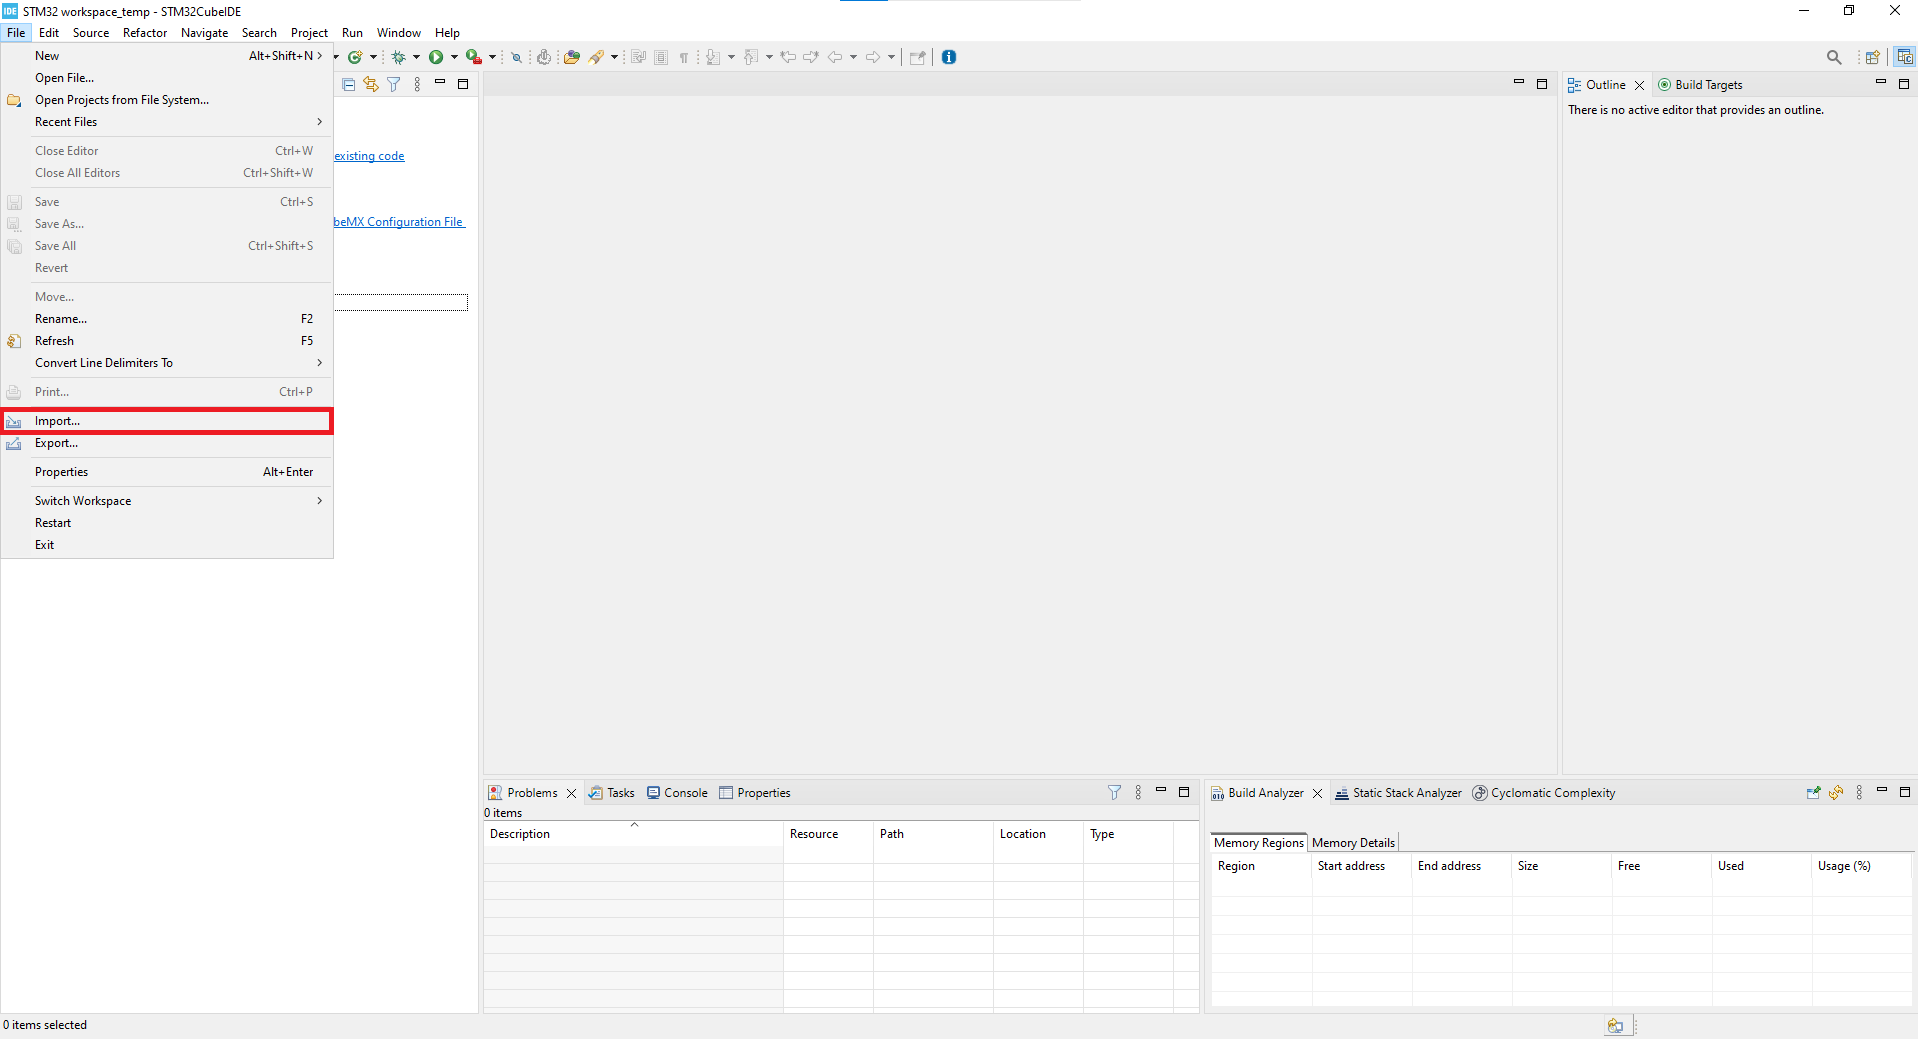 IDE STM32 workspace_temp - STM32CubeIDE
File Edit Source Refactor Navigate Search Project Run Window Help
New Alt+Shift+N
Open File...
Open Projects from File System...
Recent Files
Close Editor Ctrl+W
Close All Editors Ctrl+Shift+W
Save Ctrl+S
Save As...
Save All Ctrl+Shift+S
Revert
Move...
Rename... F2
Refresh F5
Convert Line Delimiters To
Print... Ctrl+P
Import...
Export...
Properties Alt+Enter
Switch Workspace
Restart
Exit
existing code
beMX Configuration File
Outline Build Targets
There is no active editor that provides an outline.
Problems Tasks Console Properties
0 items
Description Resource Path Location Type
Build Analyzer Static Stack Analyzer Cyclomatic Complexity
Memory Regions Memory Details
Region Start address End address Size Free Used Usage (%)
0 items selected